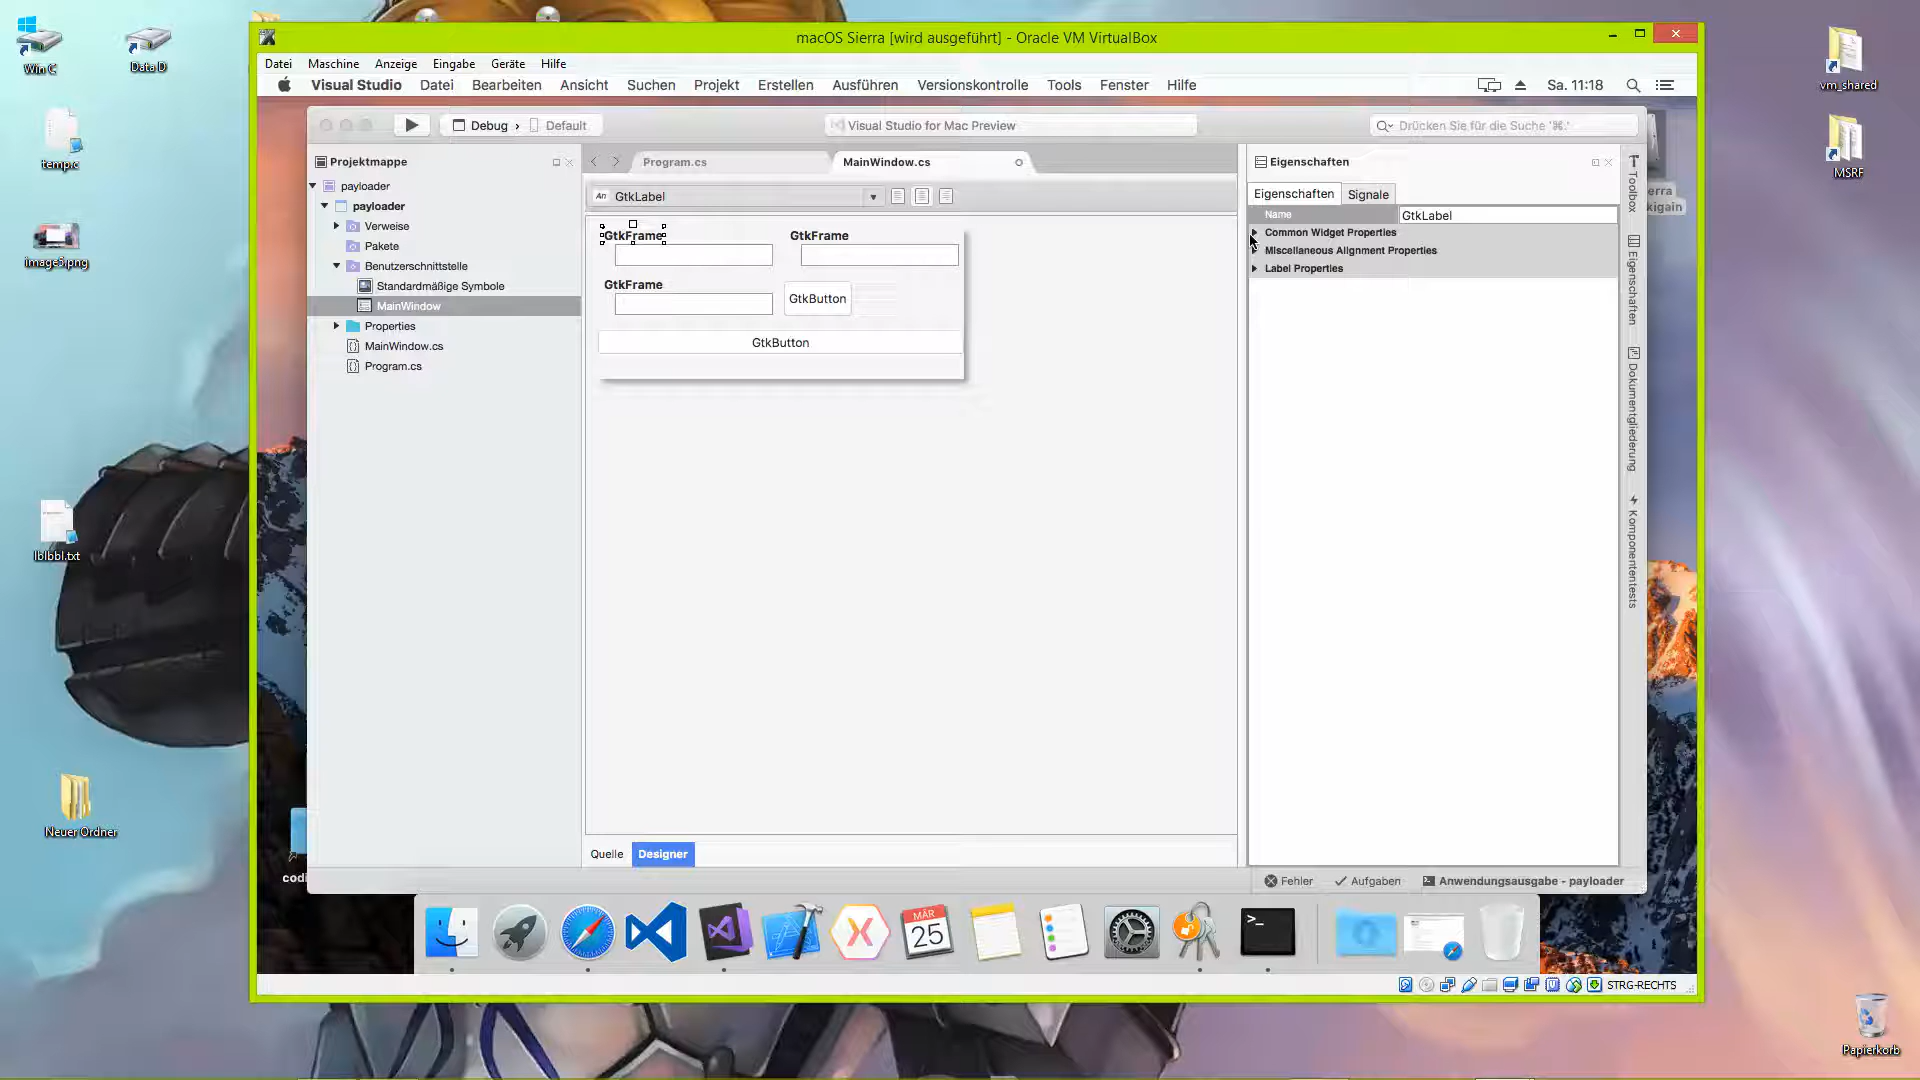 Win C
Data D
temp.c
image5.png
lblbbl.txt
Neuer Ordner
vm_shared
MSRF
Papierkorb
macOS Sierra [wird ausgeführt] - Oracle VM VirtualBox
Datei Maschine Anzeige Eingabe Geräte Hilfe
Visual Studio Datei Bearbeiten Ansicht Suchen Projekt Erstellen Ausführen Versionskontrolle Tools Fenster Hilfe Sa. 11:18
Debug › Default
Visual Studio for Mac Preview
Drücken Sie für die Suche '⌘.'
Projektmappe
payloader
payloader
Verweise
Pakete
Benutzerschnittstelle
Standardmäßige Symbole
MainWindow
Properties
MainWindow.cs
Program.cs
Program.cs
MainWindow.cs
GtkLabel
GtkFrame GtkFrame
GtkFrame
GtkButton
GtkButton
Quelle Designer
Eigenschaften
Eigenschaften Signale
Name GtkLabel
Common Widget Properties
Miscellaneous Alignment Properties
Label Properties
Toolbox
Eigenschaften
Dokumentgliederung
Komponententests
Fehler Aufgaben Anwendungsausgabe - payloader
codi
MÄR
25
STRG-RECHTS